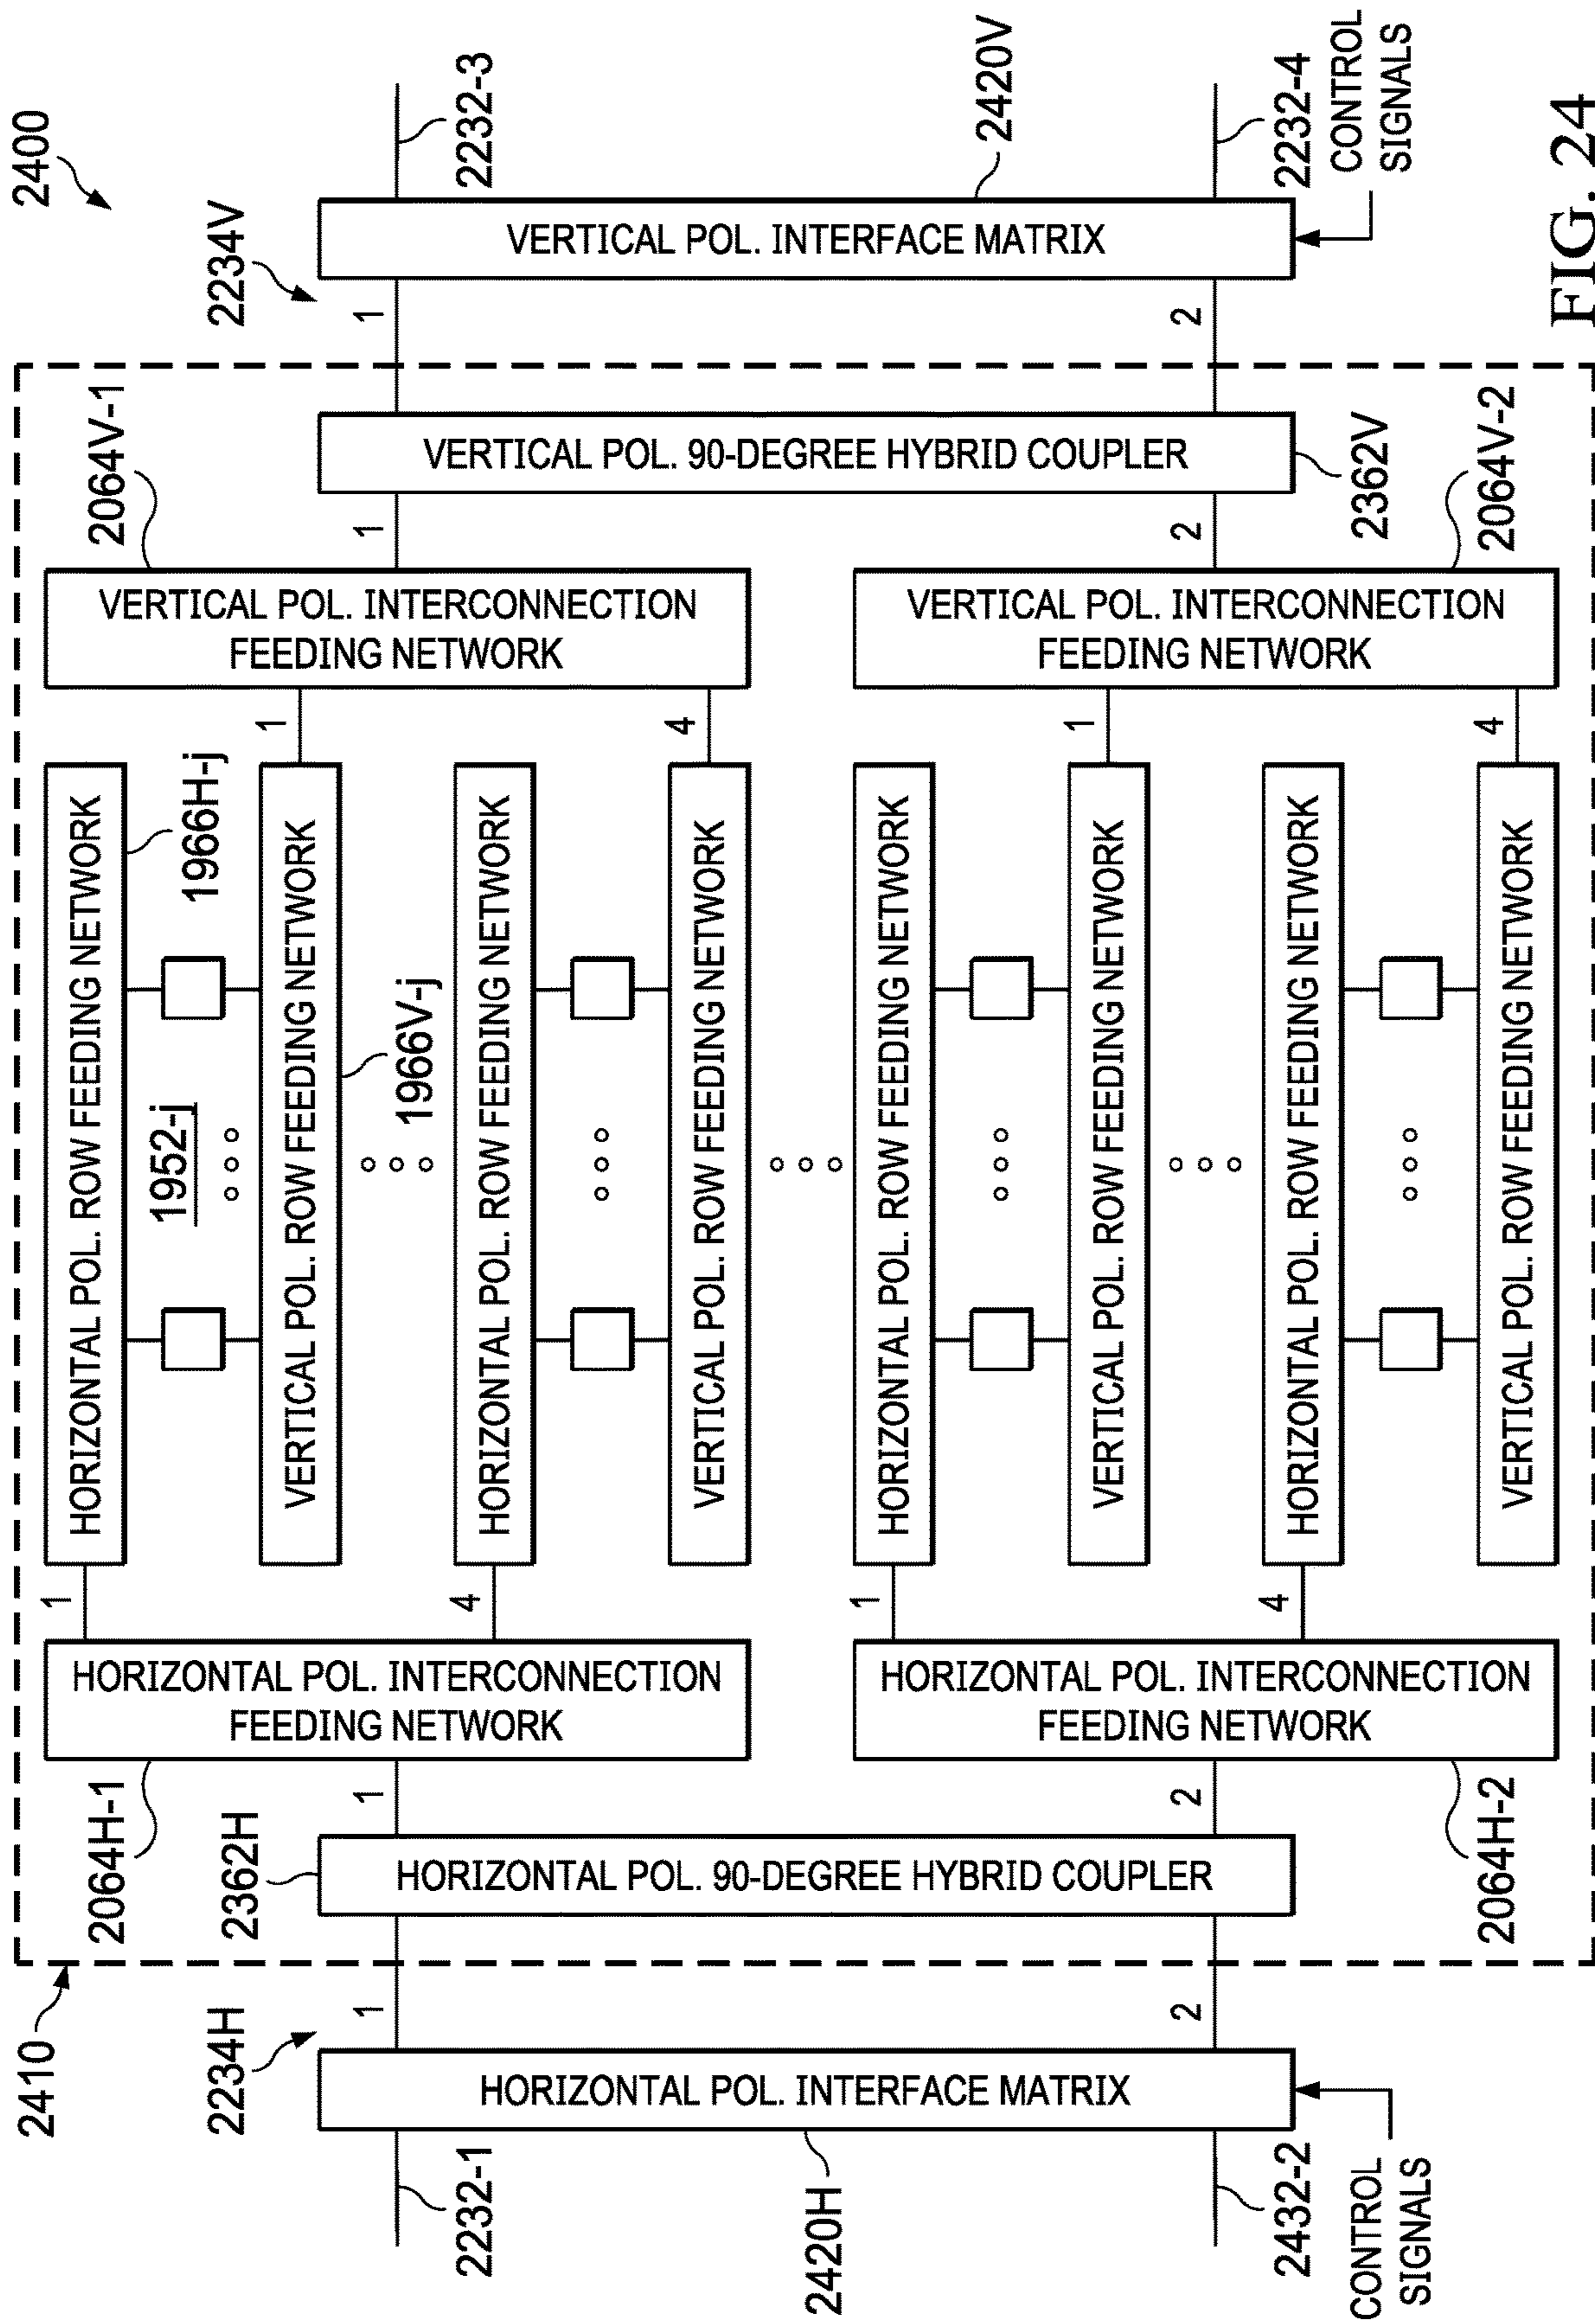 2400
2410
2234H
2064H-1
2362H
2064V-1
2234V
HORIZONTAL POL. ROW FEEDING NETWORK
1966H-j
1952-j
VERTICAL POL. ROW FEEDING NETWORK
1966V-j
HORIZONTAL POL. ROW FEEDING NETWORK
VERTICAL POL. ROW FEEDING NETWORK
HORIZONTAL POL. ROW FEEDING NETWORK
VERTICAL POL. ROW FEEDING NETWORK
HORIZONTAL POL. ROW FEEDING NETWORK
VERTICAL POL. ROW FEEDING NETWORK
1
4
1
4
1
4
1
4
HORIZONTAL POL. INTERCONNECTION
FEEDING NETWORK
HORIZONTAL POL. INTERCONNECTION
FEEDING NETWORK
VERTICAL POL. INTERCONNECTION
FEEDING NETWORK
VERTICAL POL. INTERCONNECTION
FEEDING NETWORK
1
2
1
2
HORIZONTAL POL. 90-DEGREE HYBRID COUPLER
VERTICAL POL. 90-DEGREE HYBRID COUPLER
1
2
1
2
HORIZONTAL POL. INTERFACE MATRIX
VERTICAL POL. INTERFACE MATRIX
2232-1
2420H
2432-2
CONTROL
SIGNALS
2064H-2
2362V
2064V-2
2232-3
2420V
2232-4
CONTROL
SIGNALS
FIG. 24